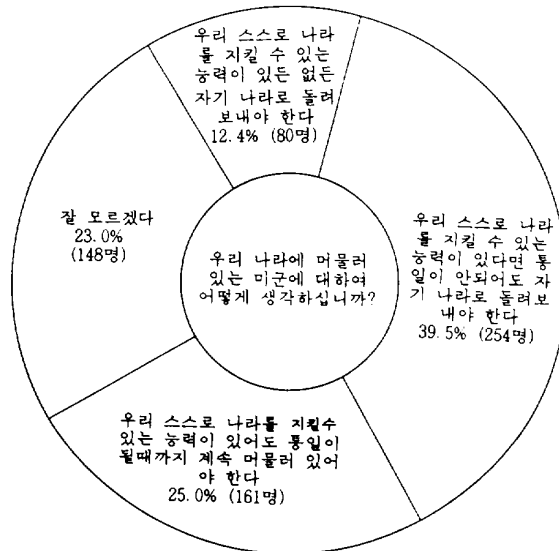 우리 스스로 나라
를 지킬 수 있는
능력이 있든 없든
자기 나라로 돌려
보내야 한다
12.4% (80명)
잘 모르겠다
23.0%
(148명)
우리 나라에 머물러
있는 미군에 대하여
어떻게 생각하십니까?
우리 스스로 나라
를 지킬 수 있는
능력이 있다면 통
일이 안되어도 자
기 나라로 돌려보
내야 한다
39.5% (254명)
우리 스스로 나라를 지킬수
있는 능력이 있어도 통일이
될때까지 계속 머물러 있어
야 한다
25.0% (161명)